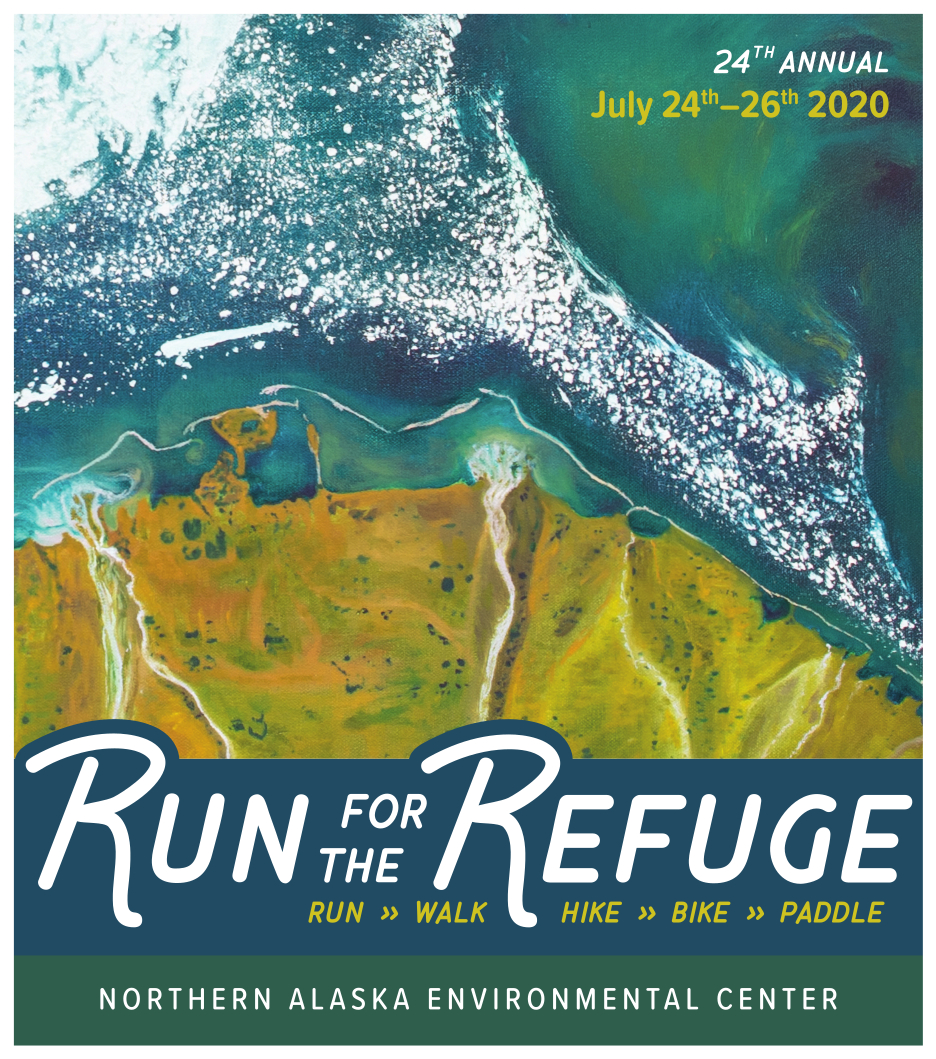 24TH ANNUAL
July 24th–26th 2020
RUN FOR THE REFUGE
RUN » WALK HIKE » BIKE » PADDLE
NORTHERN ALASKA ENVIRONMENTAL CENTER